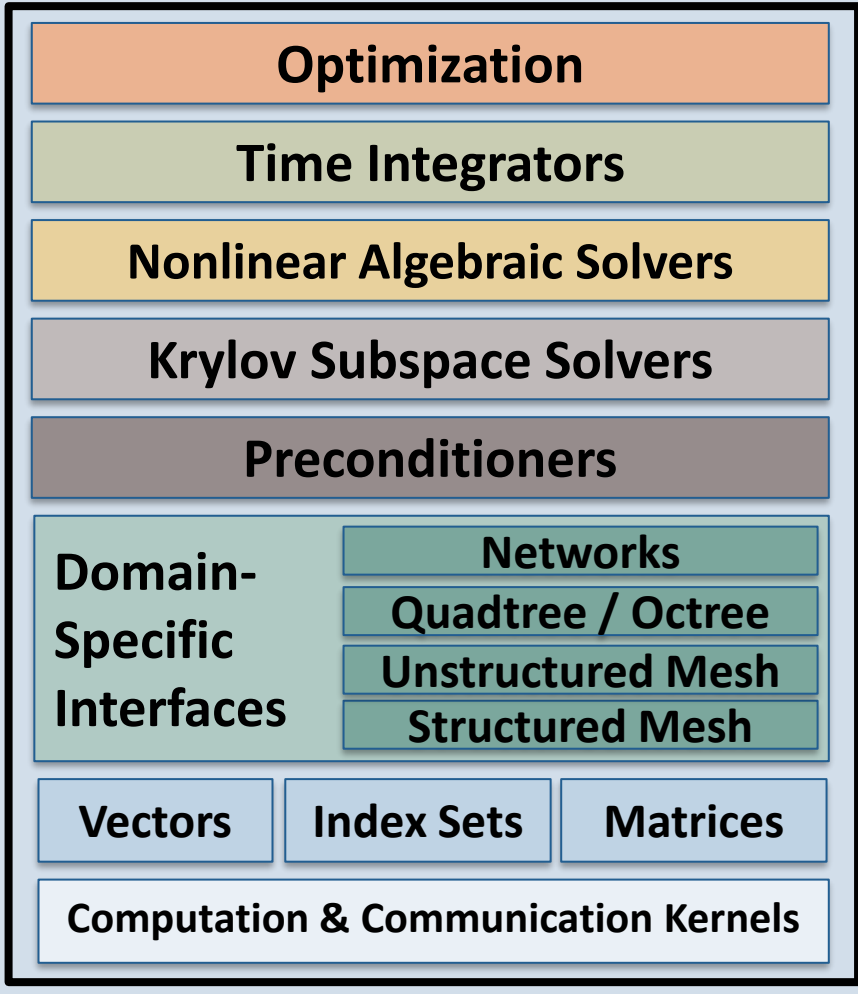 Optimization
Time Integrators
Nonlinear Algebraic Solvers
Krylov Subspace Solvers
Preconditioners
Domain-
Specific
Interfaces
Networks
Quadtree / Octree
Unstructured Mesh
Structured Mesh
Vectors
Index Sets
Matrices
Computation & Communication Kernels